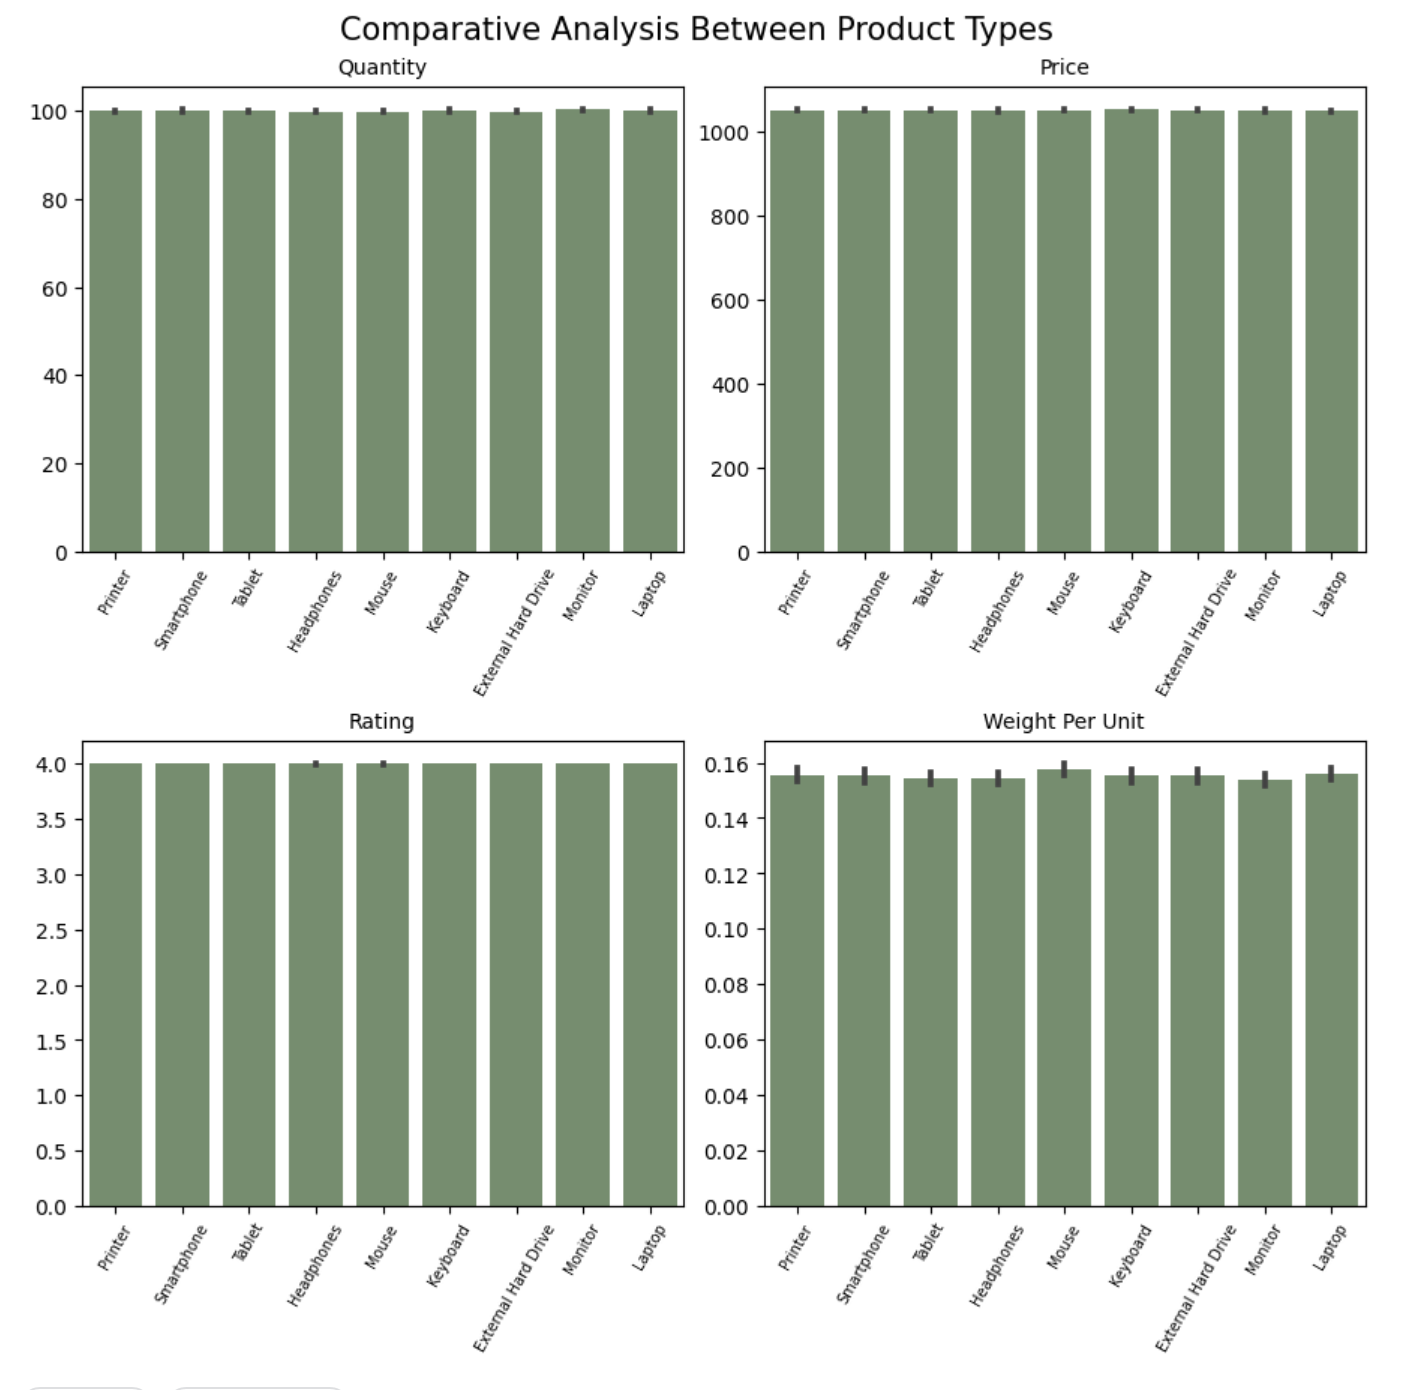 Comparative Analysis Between Product Types
Quantity
100
80
60
40
20
0
Printer
Smartphone
Tablet
Headphones
Mouse
Keyboard
External Hard Drive
Monitor
Laptop
Price
1000
800
600
400
200
0
Printer
Smartphone
Tablet
Headphones
Mouse
Keyboard
External Hard Drive
Monitor
Laptop
Rating
4.0
3.5
3.0
2.5
2.0
1.5
1.0
0.5
0.0
Printer
Smartphone
Tablet
Headphones
Mouse
Keyboard
External Hard Drive
Monitor
Laptop
Weight Per Unit
0.16
0.14
0.12
0.10
0.08
0.06
0.04
0.02
0.00
Printer
Smartphone
Tablet
Headphones
Mouse
Keyboard
External Hard Drive
Monitor
Laptop